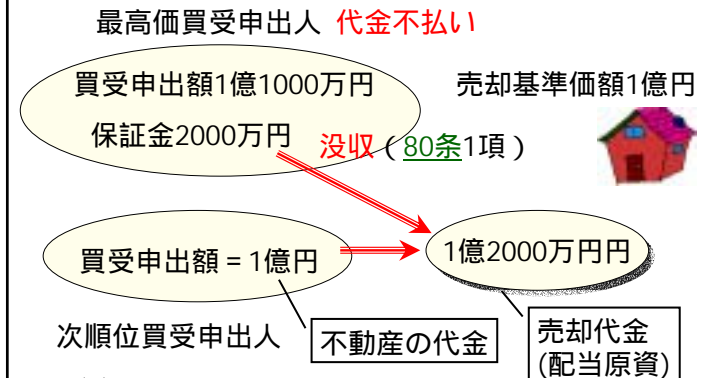 最高価買受申出人 代金不払い
買受申出額1億1000万円
売却基準価額1億円
保証金2000万円
没収(80条1項)
買受申出額=1億円
1億2000万円円
次順位買受申出人
不動産の代金
売却代金
(配当原資)